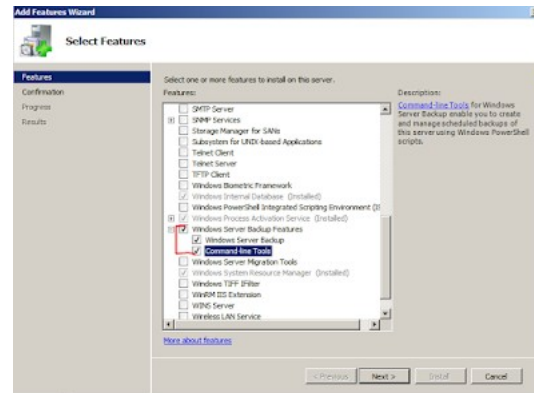 Add Features Wizard
Select Features
Features
Confirmation
Progress
Results
Select one or more features to install on this server.
Features:
SMTP Server
SNMP Services
Storage Manager for SANs
Subsystem for UNIX-based Applications
Telnet Client
Telnet Server
TFTP Client
Windows Biometric Framework
Windows Internal Database (Installed)
Windows PowerShell Integrated Scripting Environment (IS
Windows Process Activation Service (Installed)
Windows Server Backup Features
Windows Server Backup
Command-line Tools
Windows Server Migration Tools
Windows System Resource Manager (Installed)
Windows TIFF IFilter
WinRM IIS Extension
WINS Server
Wireless LAN Service
More about features
Description:
Command-line Tools for Windows
Server Backup enable you to create
and manage scheduled backups of
this server using Windows PowerShell
scripts.
< Previous
Next >
Install
Cancel